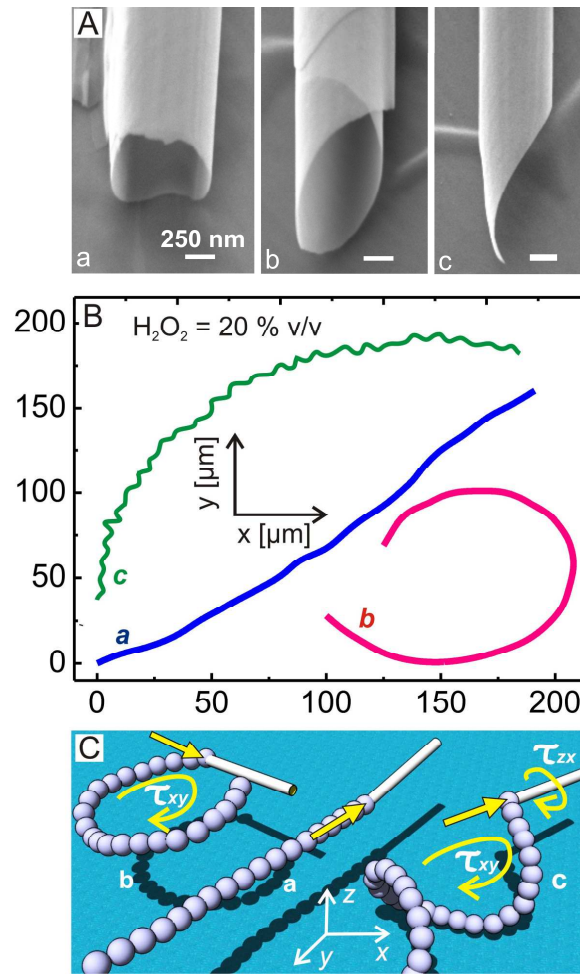 A
250 nm
a
b
c
B
H₂O₂ = 20 % v/v
200
150
100
50
0
y [µm]
x [µm]
c
a
b
0 50 100 150 200
C
τxy
τzx
τxy
b
a
c
z
x
y